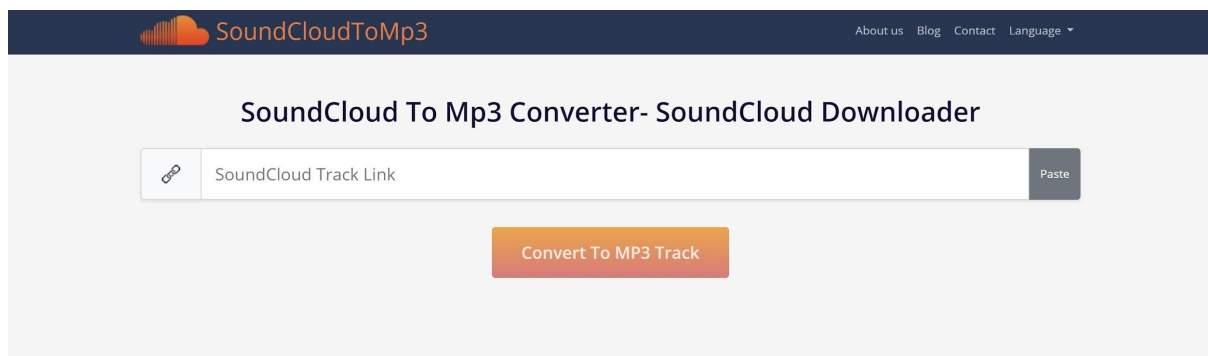 SoundCloudToMp3
About us Blog Contact Language
SoundCloud To Mp3 Converter- SoundCloud Downloader
SoundCloud Track Link
Paste
Convert To MP3 Track